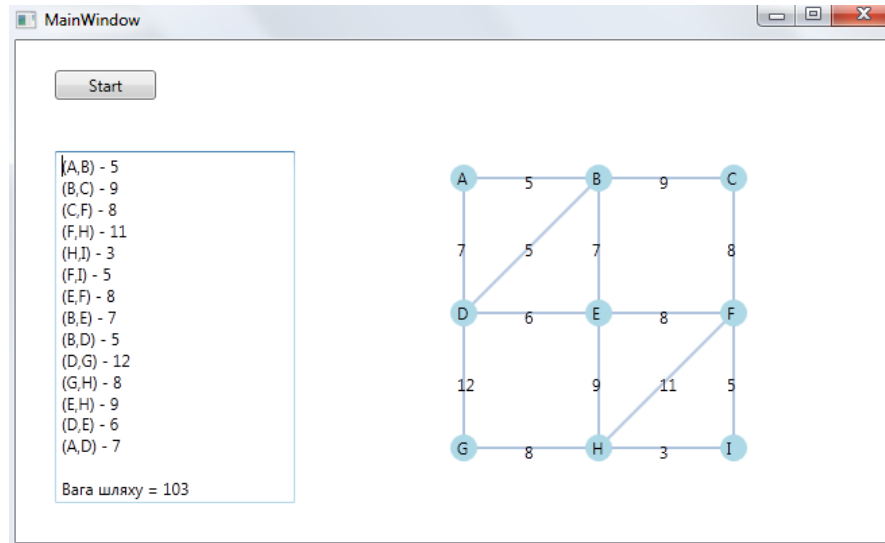 MainWindow
Start
(A,B) - 5
(B,C) - 9
(C,F) - 8
(F,H) - 11
(H,I) - 3
(F,I) - 5
(E,F) - 8
(B,E) - 7
(B,D) - 5
(D,G) - 12
(G,H) - 8
(E,H) - 9
(D,E) - 6
(A,D) - 7
Вага шляху = 103
A 5 B 9 C
7 5 7 8
D 6 E 8 F
12 9 11 5
G 8 H 3 I